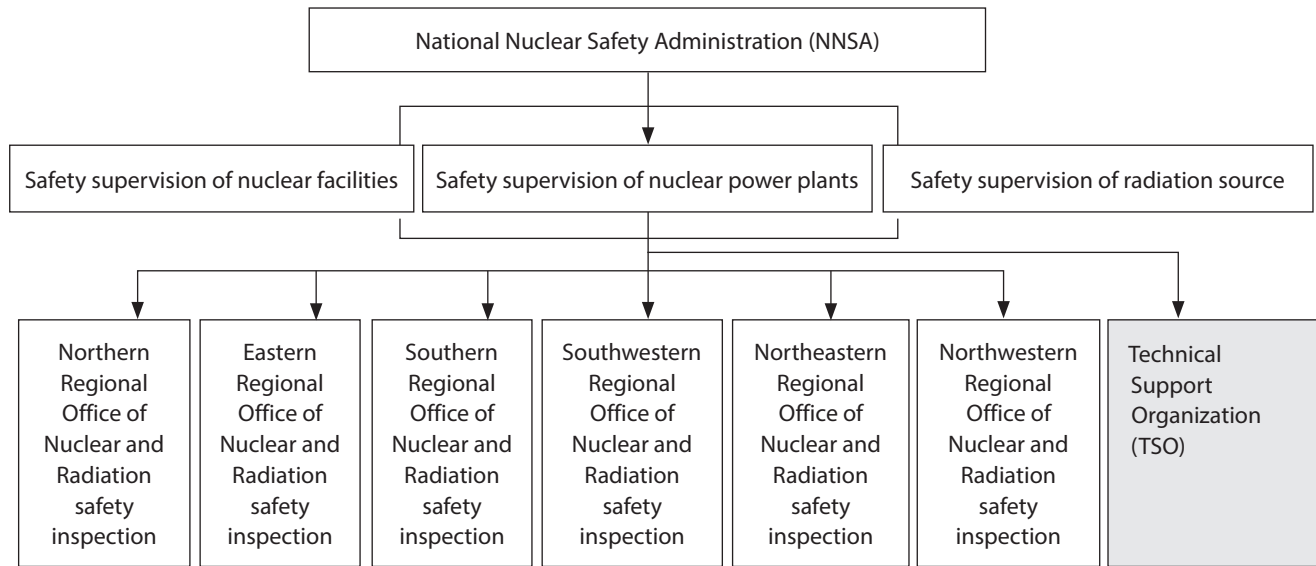 National Nuclear Safety Administration (NNSA)
Safety supervision of nuclear facilities
Safety supervision of nuclear power plants
Safety supervision of radiation source
Northern
Regional
Office of
Nuclear and
Radiation
safety
inspection
Eastern
Regional
Office of
Nuclear and
Radiation
safety
inspection
Southern
Regional
Office of
Nuclear and
Radiation
safety
inspection
Southwestern
Regional
Office of
Nuclear and
Radiation
safety
inspection
Northeastern
Regional
Office of
Nuclear and
Radiation
safety
inspection
Northwestern
Regional
Office of
Nuclear and
Radiation
safety
inspection
Technical
Support
Organization
(TSO)